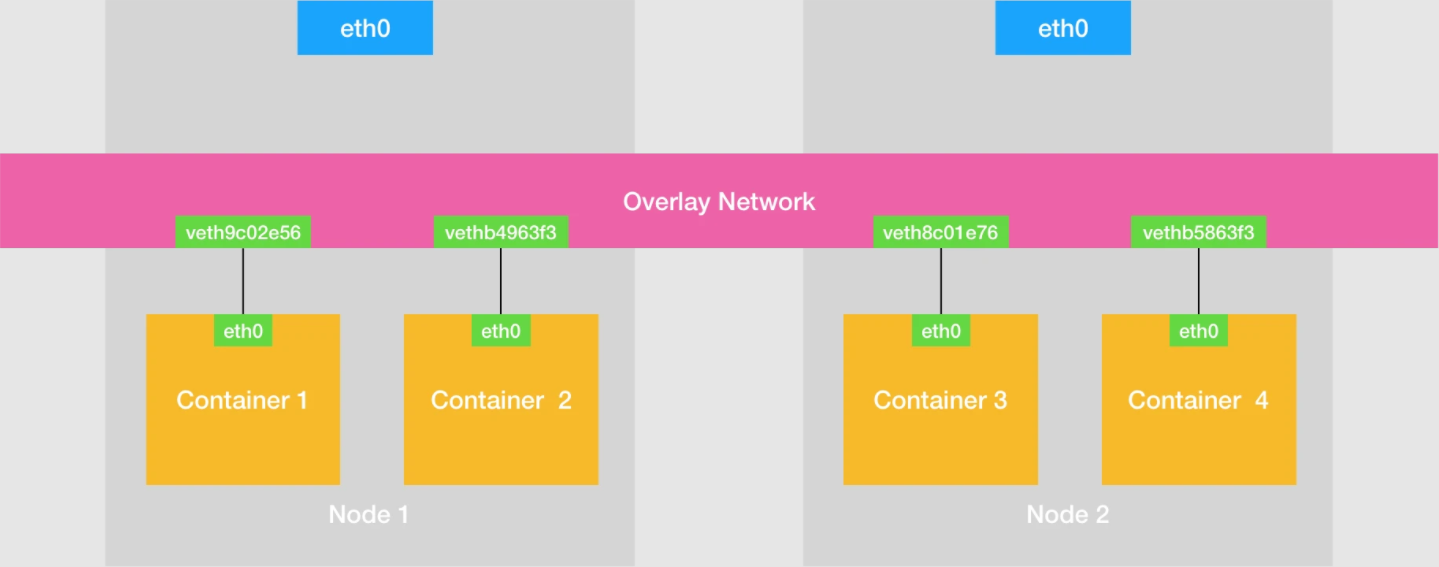 eth0
eth0
Overlay Network
veth9c02e56
vethb4963f3
veth8c01e76
vethb5863f3
eth0
eth0
eth0
eth0
Container 1
Container 2
Container 3
Container 4
Node 1
Node 2